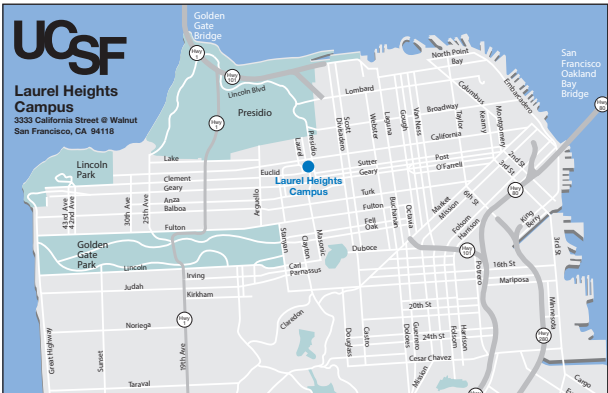 UCSF
Laurel Heights
Campus
3333 California Street @ Walnut
San Francisco, CA  94118
Golden
Gate
Bridge
Hwy
1
Hwy
101
Lincoln Blvd
Presidio
Hwy
1
North Point
Bay
Embarcadero
San
Francisco
Oakland
Bay
Bridge
Hwy
80
Lombard
Columbus
Broadway
Scott
Divisadero
Webster
Laguna
Gough
Van Ness
Taylor
Kearny
Montgomery
California
Presidio
Laurel
Lincoln
Park
Lake
Clement
Geary
Euclid
Laurel Heights
Campus
Sutter
Geary
Post
O'Farrell
2nd St
3rd St
43rd Ave
42nd Ave
30th Ave
25th Ave
Anza
Balboa
Fulton
Arguello
Turk
Fulton
Fell
Oak
Buchanan
Octavia
Market
Mission
6th St
Folsom
Harrison
Hwy
80
King
Berry
Golden
Gate
Park
Stanyan
Clayton
Masonic
Duboce
Hwy
101
Potrero
16th St
Mariposa
3rd St
Lincoln
Irving
Carl
Parnassus
Judah
Kirkham
Great Highway
Sunset
Noriega
Hwy
1
19th Ave
Claredon
20th St
Douglass
Castro
Dolores
Guerrero
24th St
Folsom
Harrison
Cesar Chavez
Mission
Minnesota
Hwy
280
Taraval
Hwy
Cargo
Evans